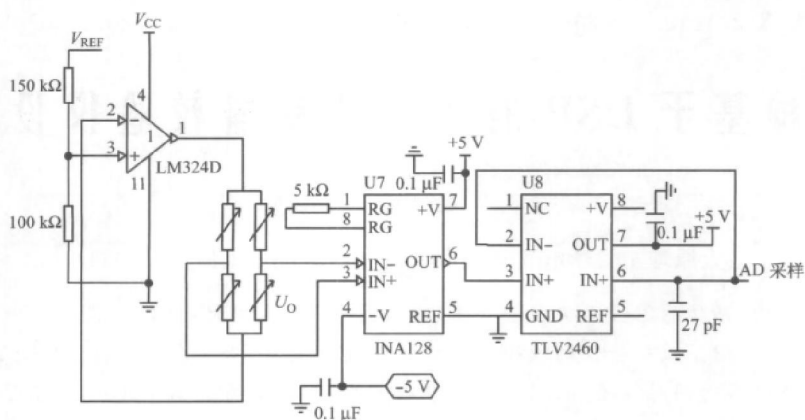 V_REF
V_CC
150 kΩ
4
2
−
1
1
3
+
LM324D
11
100 kΩ
U_O
5 kΩ
0.1 μF
+5 V
U7
1
RG
+V
7
8
RG
2
IN−
OUT
6
3
IN+
4
−V
REF
5
INA128
0.1 μF
−5 V
U8
1
NC
+V
8
0.1 μF
+5 V
2
IN−
OUT
7
3
IN+
IN+
6
AD 采样
4
GND
REF
5
27 pF
TLV2460